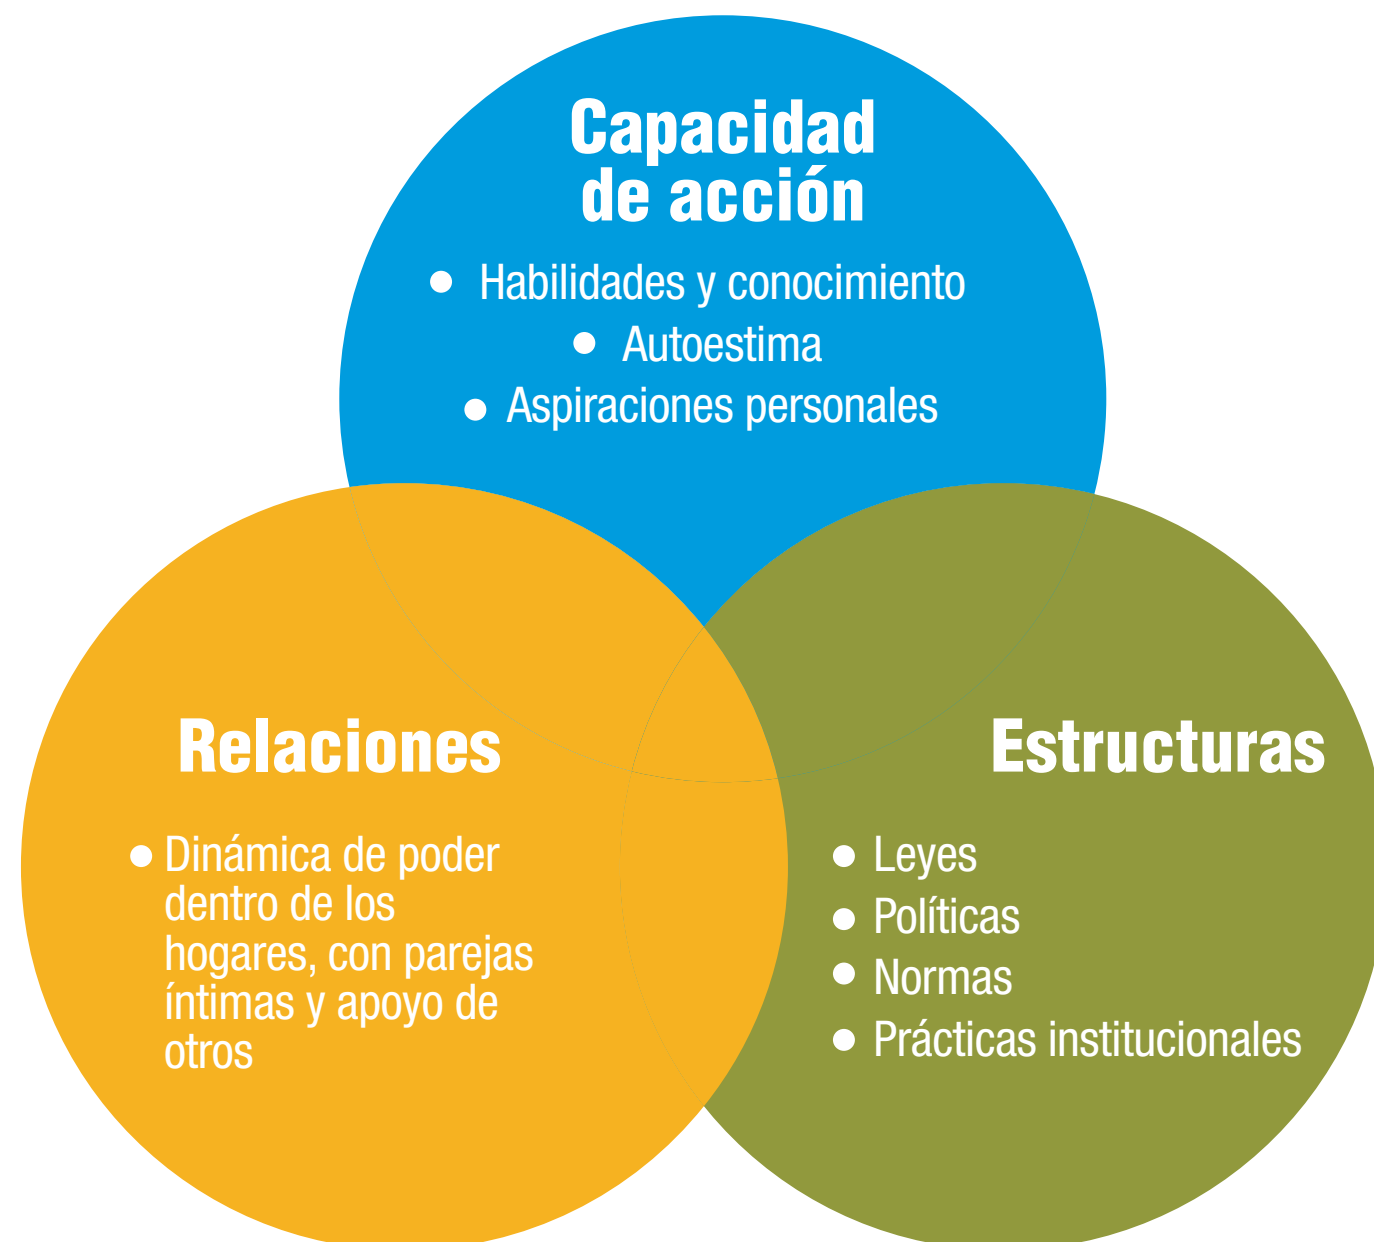 Capacidad
de acción
● Habilidades y conocimiento
● Autoestima
● Aspiraciones personales
Relaciones
● Dinámica de poder
dentro de los
hogares, con parejas
íntimas y apoyo de
otros
Estructuras
● Leyes
● Políticas
● Normas
● Prácticas institucionales